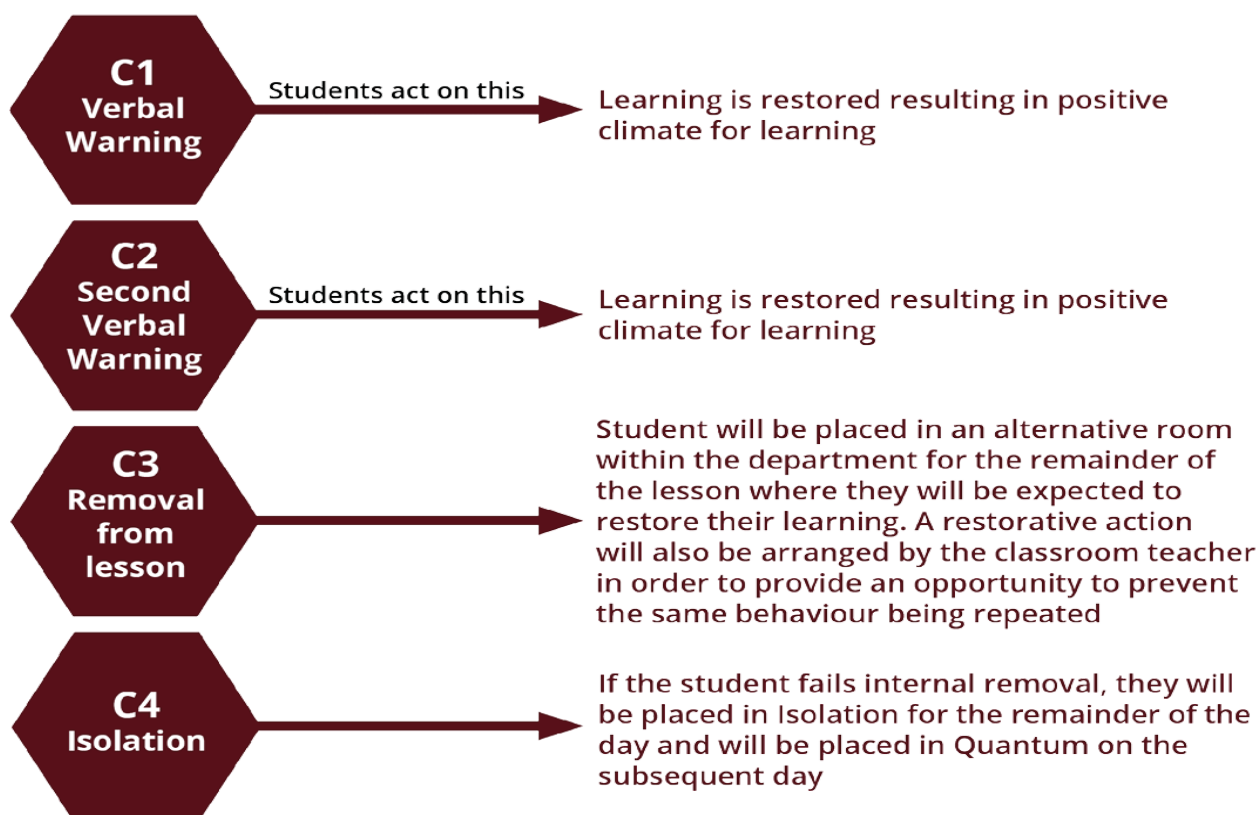 C1
Verbal
Warning
Students act on this
Learning is restored resulting in positive
climate for learning
C2
Second
Verbal
Warning
Students act on this
Learning is restored resulting in positive
climate for learning
C3
Removal
from
lesson
Student will be placed in an alternative room
within the department for the remainder of
the lesson where they will be expected to
restore their learning. A restorative action
will also be arranged by the classroom teacher
in order to provide an opportunity to prevent
the same behaviour being repeated
C4
Isolation
If the student fails internal removal, they will
be placed in Isolation for the remainder of the
day and will be placed in Quantum on the
subsequent day